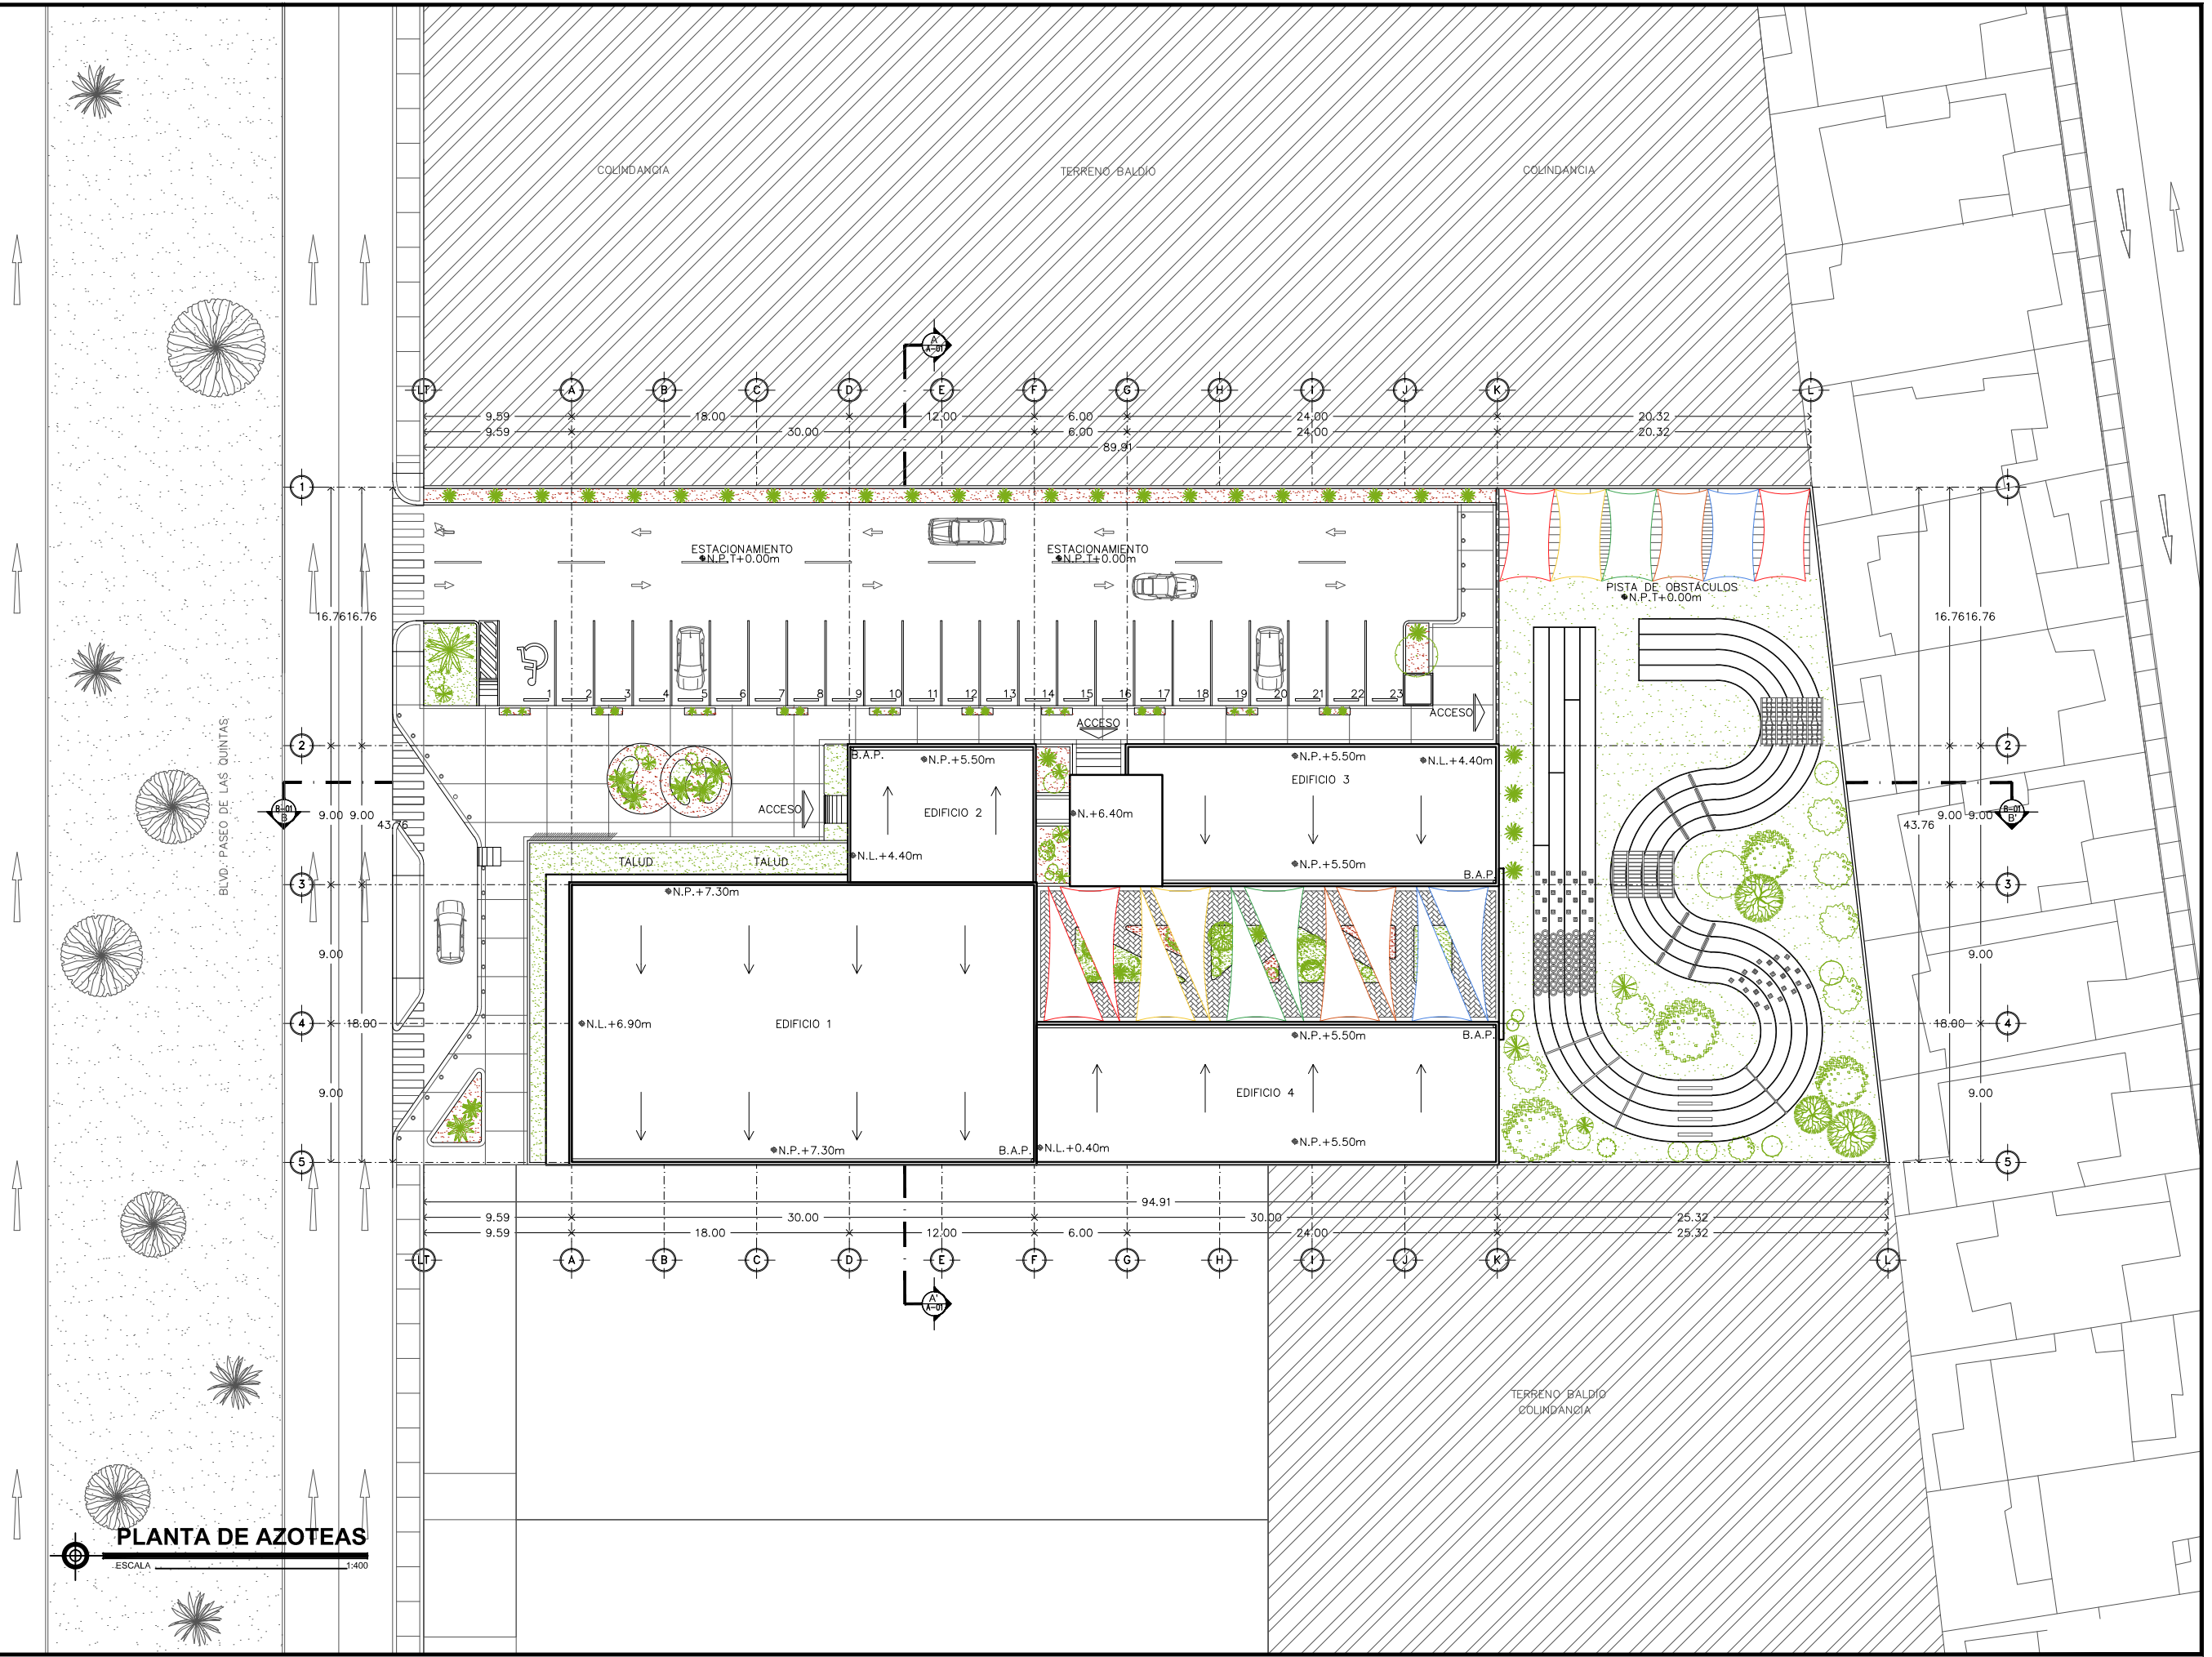 COLINDANCIA
TERRENO BALDIO
COLINDANCIA
A'
A-01
LT A B C D E F G H I J K L
9.59 18.00 12.00 6.00 24.00 20.32
9.59 30.00 6.00 24.00 20.32
89.91
1
1
ESTACIONAMIENTO
N.P.T+0.00m
ESTACIONAMIENTO
N.P.T+0.00m
PISTA DE OBSTÁCULOS
N.P.T+0.00m
16.76 16.76
16.76 16.76
1 2 3 4 5 6 7 8 9 10 11 12 13 14 15 16 17 18 19 20 21 22 23
ACCESO
ACCESO
2
2
B.A.P.
N.P.+5.50m
N.P.+5.50m
N.L.+4.40m
EDIFICIO 3
BLVD. PASEO DE LAS QUINTAS
B-01
B
ACCESO
EDIFICIO 2
N.+6.40m
B-01
B'
9.00 9.00
43.76
43.76
9.00 9.00
TALUD
TALUD
N.L.+4.40m
N.P.+5.50m
B.A.P.
3
3
N.P.+7.30m
9.00
9.00
4
18.00
N.L.+6.90m
EDIFICIO 1
N.P.+5.50m
B.A.P.
18.00
4
9.00
EDIFICIO 4
9.00
N.P.+7.30m
B.A.P.
N.L.+0.40m
N.P.+5.50m
5
5
94.91
9.59 30.00 30.00 25.32
9.59 18.00 12.00 6.00 24.00 25.32
LT A B C D E F G H I J K L
A'
A-01
TERRENO BALDIO
COLINDANCIA
PLANTA DE AZOTEAS
ESCALA 1:400